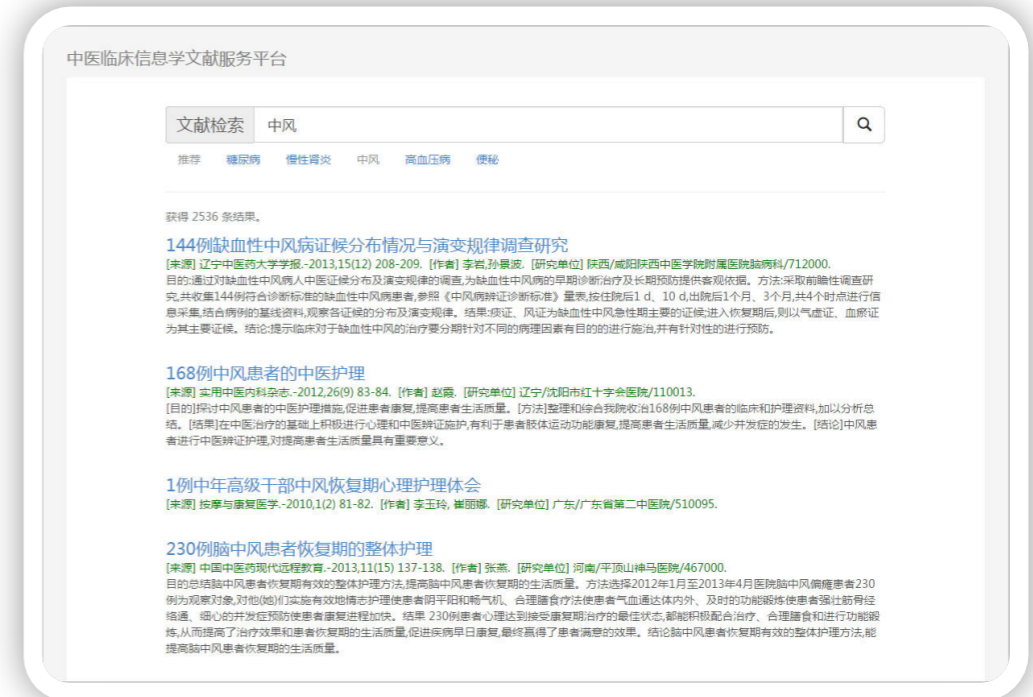 中医临床信息学文献服务平台
文献检索 中风
推荐 糖尿病 慢性肾炎 中风 高血压病 便秘
获得 2536 条结果。
144例缺血性中风病证候分布情况与演变规律调查研究
[来源] 辽宁中医药大学学报.-2013,15(12) 208-209. [作者] 李岩,孙景波. [研究单位] 陕西/咸阳陕西中医学院附属医院脑病科/712000.
目的:通过对缺血性中风病人中医证候分布及演变规律的调查,为缺血性中风病的早期诊断治疗及长期预防提供客观依据。方法:采取前瞻性调查研
究,共收集144例符合诊断标准的缺血性中风病患者,参照《中风病辨证诊断标准》量表,按住院后1 d、10 d,出院后1个月、3个月,共4个时点进行信
息采集,结合病例的基线资料,观察各证候的分布及演变规律。结果:痰证、风证为缺血性中风急性期主要的证候;进入恢复期后,则以气虚证、血瘀证
为其主要证候。结论:提示临床对于缺血性中风的治疗要分期针对不同的病理因素有目的的进行施治,并有针对性的进行预防。
168例中风患者的中医护理
[来源] 实用中医内科杂志.-2012,26(9) 83-84. [作者] 赵霞. [研究单位] 辽宁/沈阳市红十字会医院/110013.
[目的]探讨中风患者的中医护理措施,促进患者康复,提高患者生活质量。[方法]整理和综合我院收治168例中风患者的临床和护理资料,加以分析总
结。[结果]在中医治疗的基础上积极进行心理和中医辨证施护,有利于患者肢体运动功能康复,提高患者生活质量,减少并发症的发生。[结论]中风患
者进行中医辨证护理,对提高患者生活质量具有重要意义。
1例中年高级干部中风恢复期心理护理体会
[来源] 按摩与康复医学.-2010,1(2) 81-82. [作者] 李玉玲, 崔丽娜. [研究单位] 广东/广东省第二中医院/510095.
230例脑中风患者恢复期的整体护理
[来源] 中国中医药现代远程教育.-2013,11(15) 137-138. [作者] 张燕. [研究单位] 河南/平顶山神马医院/467000.
目的总结脑中风患者恢复期有效的整体护理方法,提高脑中风患者恢复期的生活质量。方法选择2012年1月至2013年4月医院脑中风偏瘫患者230
例为观察对象,对他(她)们实施有效地情志护理使患者阴平阳和畅气机、合理膳食疗法使患者气血通达体内外、及时的功能锻炼使患者强壮筋骨经
络通、细心的并发症预防使患者康复进程加快。结果 230例患者心理达到接受康复期治疗的最佳状态,都能积极配合治疗、合理膳食和进行功能锻
炼,从而提高了治疗效果和患者恢复期的生活质量,促进疾病早日康复,最终赢得了患者满意的效果。结论脑中风患者恢复期有效的整体护理方法,能
提高脑中风患者恢复期的生活质量。